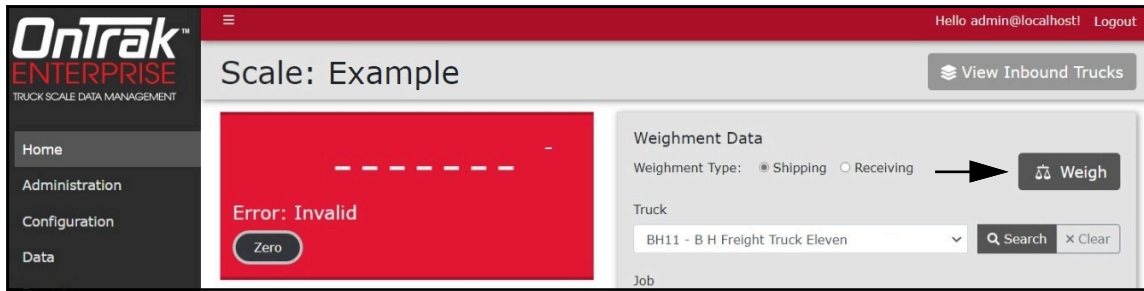 OnTrak™
ENTERPRISE
TRUCK SCALE DATA MANAGEMENT
Hello admin@localhost! Logout
Scale: Example
View Inbound Trucks
Home
Administration
Configuration
Data
- - - - - - - -
Error: Invalid
Zero
Weighment Data
Weighment Type: Shipping Receiving
Weigh
Truck
BH11 - B H Freight Truck Eleven
Search × Clear
Job